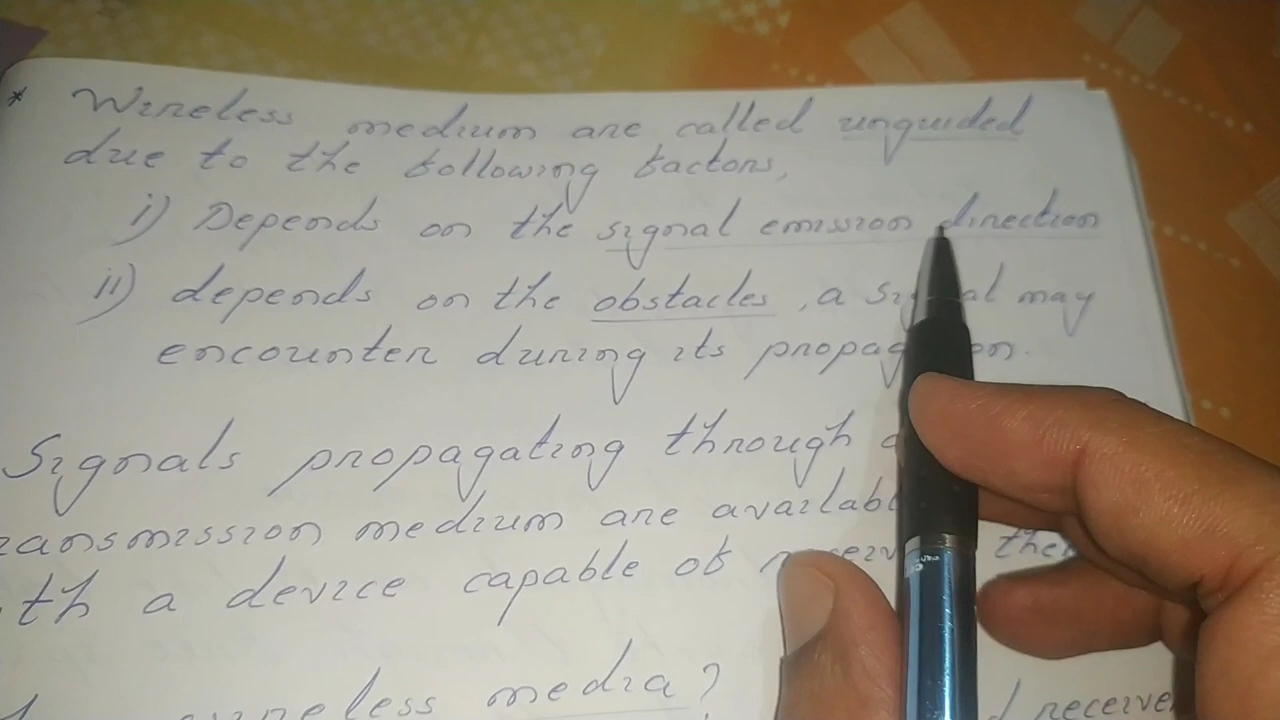 * Wireless medium are called unguided
due to the following factors,
i) Depends on the signal emission direction
ii) depends on the obstacles, a signal may
encounter during its propagation.
Signals propagating through
transmission medium are available
a device capable of
wireless media?